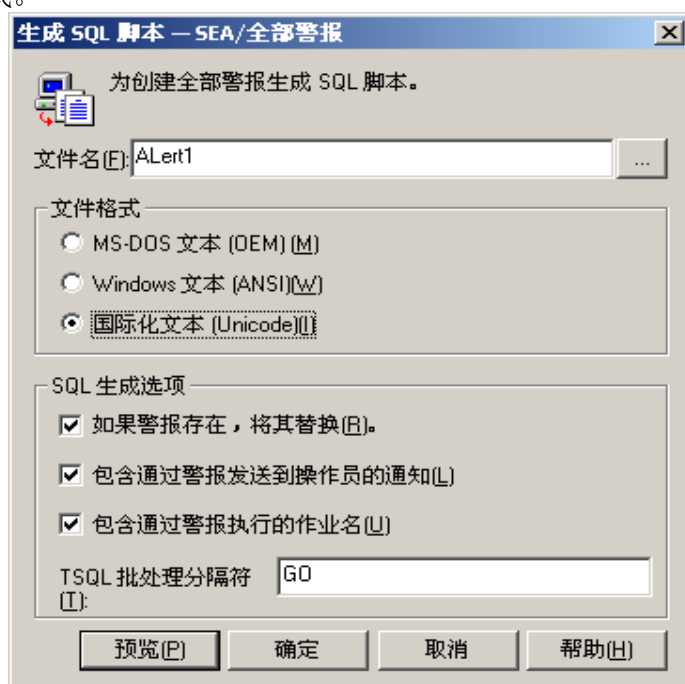 生成 SQL 脚本 — SEA/全部警报
为创建全部警报生成 SQL 脚本。
文件名(F):ALert1
...
文件格式
MS-DOS 文本 (OEM) (M)
Windows 文本 (ANSI)(W)
国际化文本 (Unicode)(I)
SQL 生成选项
如果警报存在，将其替换(R)。
包含通过警报发送到操作员的通知(L)
包含通过警报执行的作业名(U)
TSQL 批处理分隔符(T): GO
预览(P) 确定 取消 帮助(H)